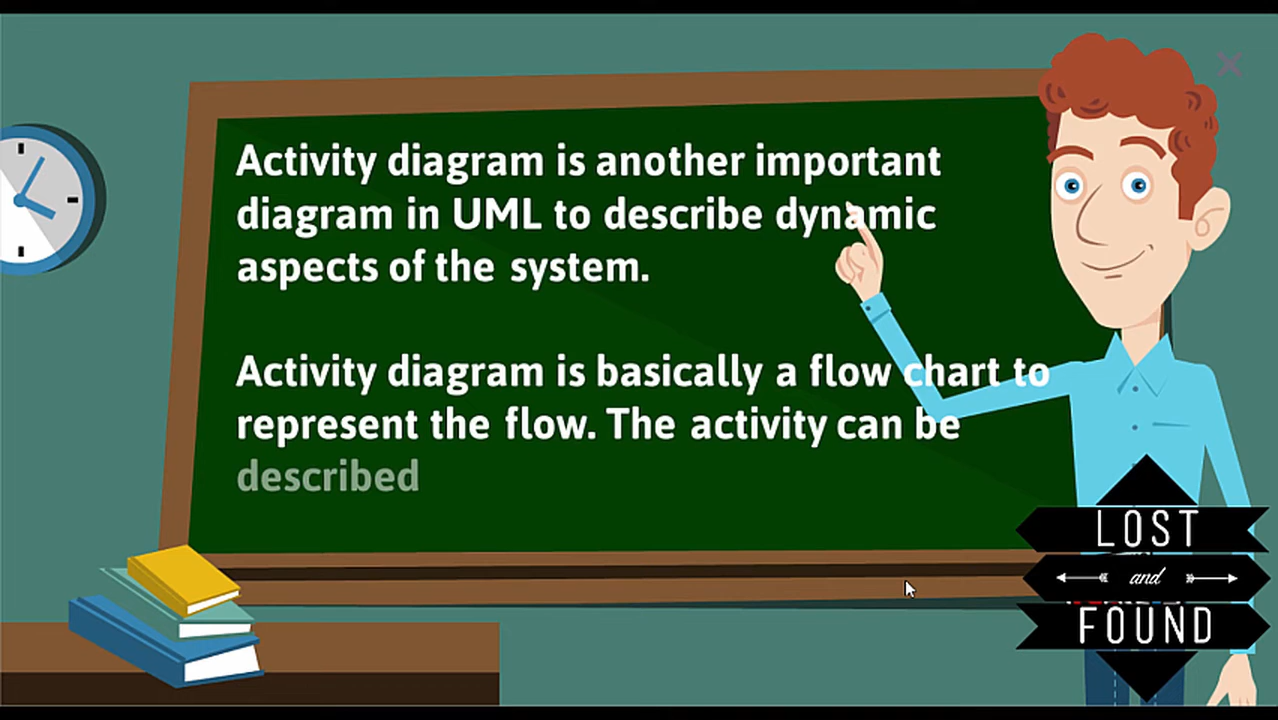 Activity diagram is another important
diagram in UML to describe dynamic
aspects of the system.
Activity diagram is basically a flow chart to
represent the flow. The activity can be
described
LOST
and
FOUND